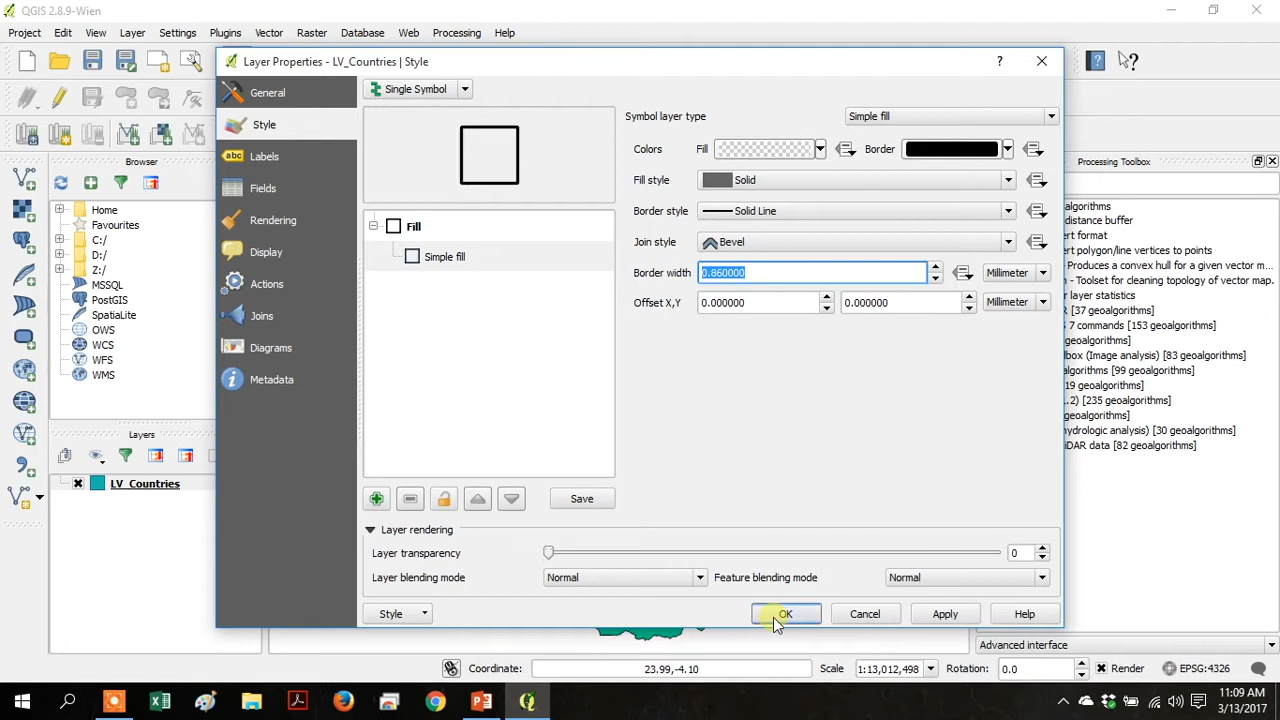 QGIS 2.8.9-Wien
Project Edit View Layer Settings Plugins Vector Raster Database Web Processing Help
Layer Properties - LV_Countries | Style
General
Style
Labels
Fields
Rendering
Display
Actions
Joins
Diagrams
Metadata
Single Symbol
Fill
Simple fill
Save
Symbol layer type Simple fill
Colors Fill Border
Fill style Solid
Border style Solid Line
Join style Bevel
Border width 0.860000 Millimeter
Offset X,Y 0.000000 0.000000 Millimeter
Layer rendering
Layer transparency 0
Layer blending mode Normal Feature blending mode Normal
Style OK Cancel Apply Help
Browser
Home
Favourites
C:/
D:/
Z:/
MSSQL
PostGIS
SpatiaLite
OWS
WCS
WFS
WMS
Layers
LV_Countries
Processing Toolbox
algorithms
distance buffer
ert format
ert polygon/line vertices to points
- Produces a convex hull for a given vector m...
n - Toolset for cleaning topology of vector map.
er layer statistics
R [37 geoalgorithms]
7 commands [153 geoalgorithms]
box (Image analysis) [83 geoalgorithms]
algorithms [99 geoalgorithms]
19 geoalgorithms]
.2) [235 geoalgorithms]
geoalgorithms]
hydrologic analysis) [30 geoalgorithms]
iDAR data [82 geoalgorithms]
Advanced interface
Coordinate: 23.99,-4.10 Scale 1:13,012,498 Rotation: 0.0 Render EPSG:4326
11:09 AM
3/13/2017